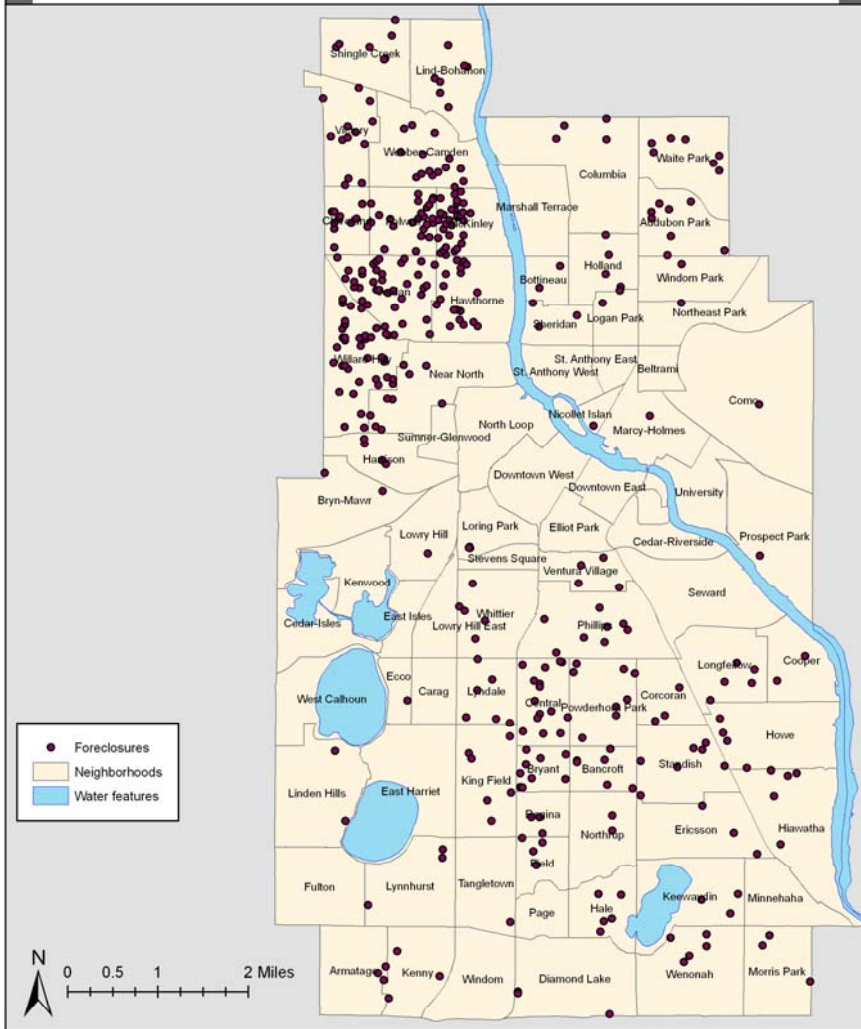 Shingle Creek
Lind-Bohanon
Victory
Webber-Camden
Waite Park
Columbia
Marshall Terrace
Audubon Park
McKinley
Holland
Bottineau
Windom Park
Hawthorne
Logan Park
Northeast Park
Sheridan
Willard Hay
St. Anthony East
Near North
St. Anthony West
Beltrami
Como
Nicollet Islan
North Loop
Marcy-Holmes
Sumner-Glenwood
Harrison
Downtown West
Downtown East
University
Bryn-Mawr
Loring Park
Elliot Park
Lowry Hill
Cedar-Riverside
Prospect Park
Stevens Square
Ventura Village
Kenwood
Seward
East Isles
Whittier
Cedar-Isles
Lowry Hill East
Phillips
Longfellow
Cooper
Ecco
West Calhoun
Carag
Lyndale
Corcoran
Central
Powderhorn Park
Howe
Foreclosures
Neighborhoods
Water features
Standish
Bryant
Bancroft
King Field
Linden Hills
East Harriet
Regina
Northrup
Ericsson
Hiawatha
Field
Fulton
Lynnhurst
Tangletown
Keewaydin
Minnehaha
Page
Hale
N
0 0.5 1 2 Miles
Armatage
Kenny
Windom
Diamond Lake
Wenonah
Morris Park